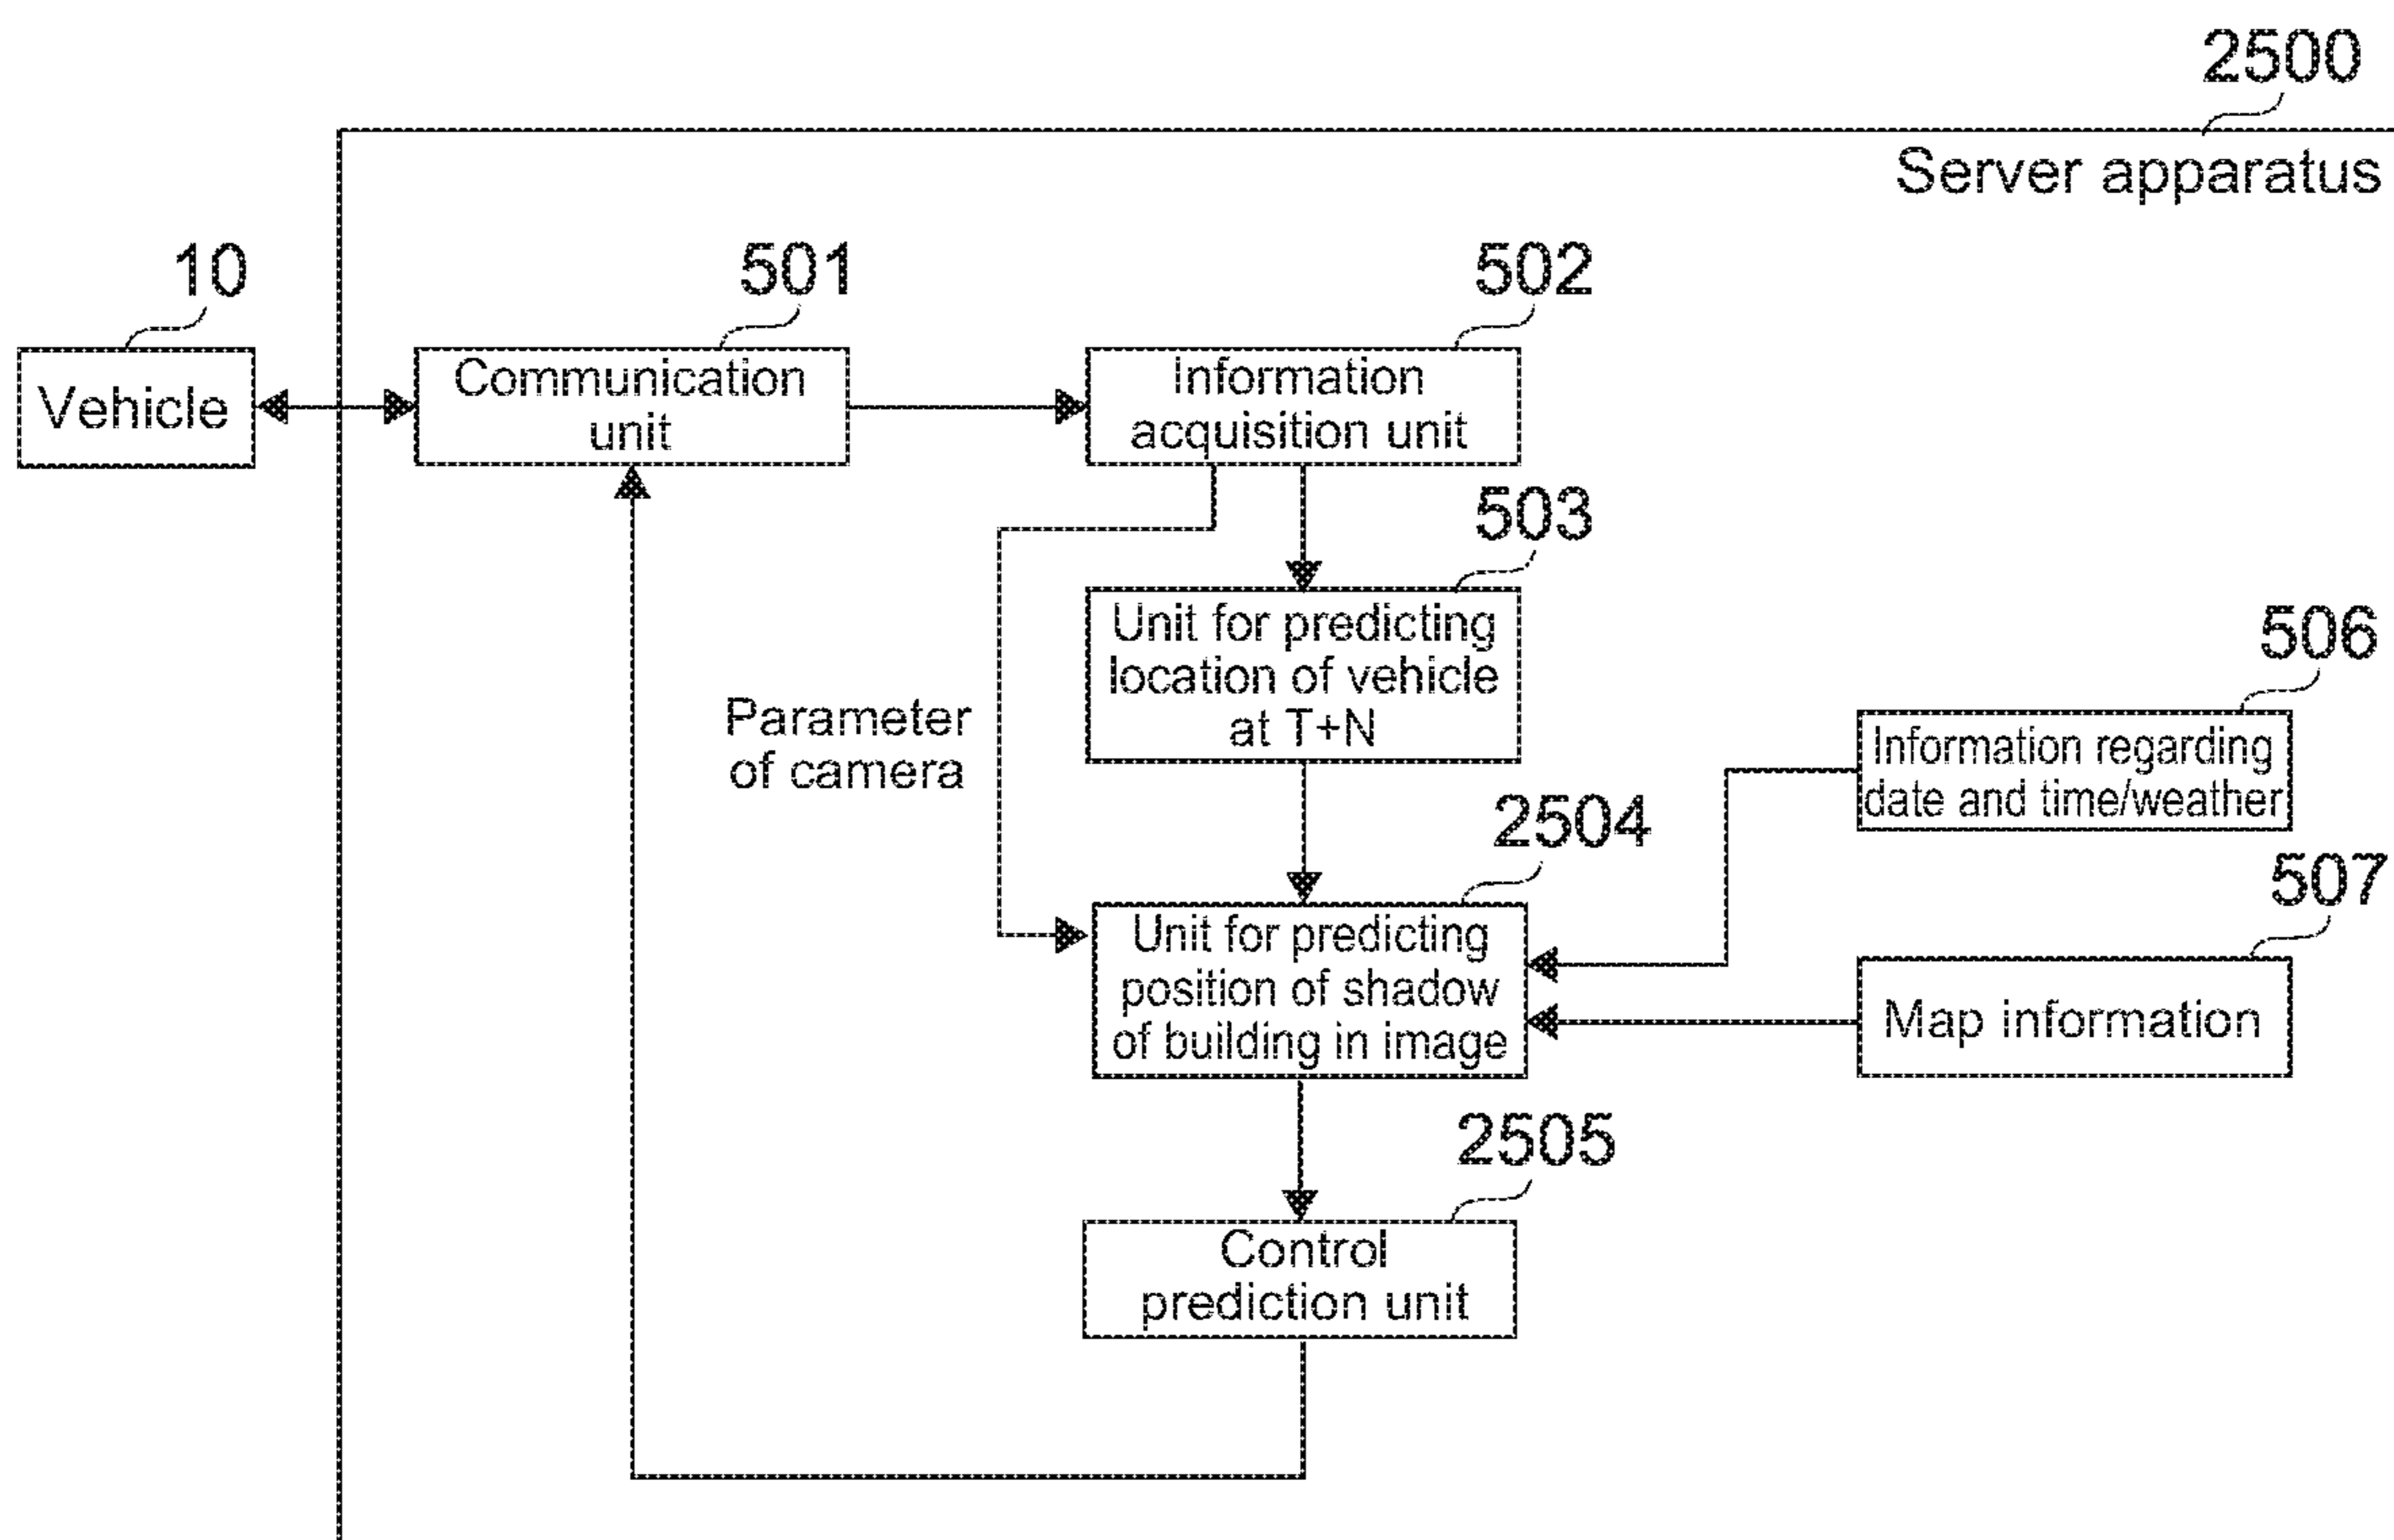 2500
Server apparatus
10
501
502
Vehicle
Communication
unit
Information
acquisition unit
503
Unit for predicting
location of vehicle
at T+N
Parameter
of camera
506
Information regarding
date and time/weather
2504
Unit for predicting
position of shadow
of building in image
507
Map information
2505
Control
prediction unit